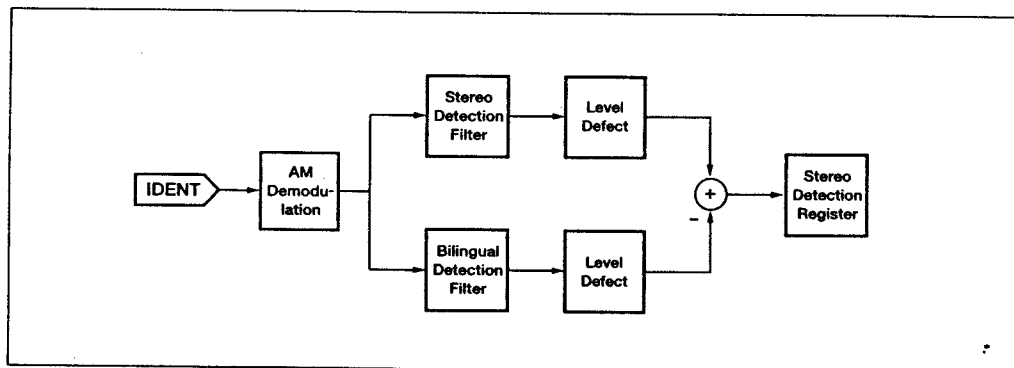 Stereo
Detection
Filter
Level
Defect
IDENT
AM
Demodu-
lation
+
−
Stereo
Detection
Register
Bilingual
Detection
Filter
Level
Defect